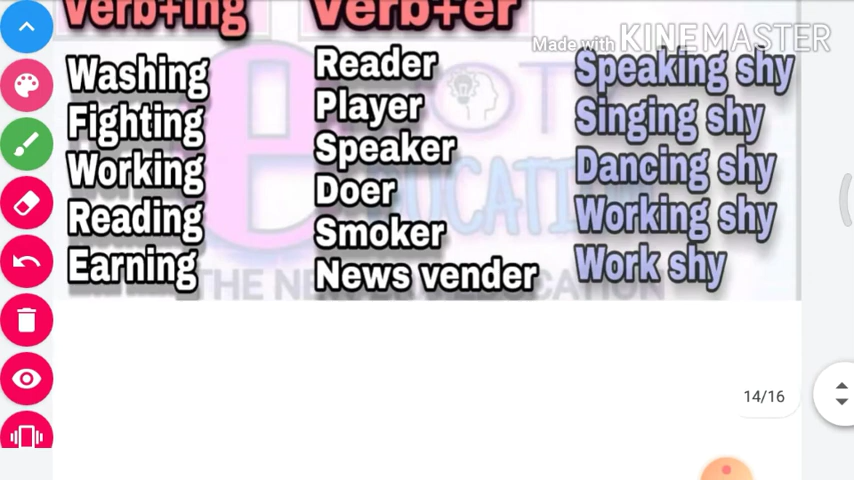 Verb+ing
Verb+er
Made with KINEMASTER
Washing
Fighting
Working
Reading
Earning
Reader
Player
Speaker
Doer
Smoker
News vender
Speaking shy
Singing shy
Dancing shy
Working shy
Work shy
14/16